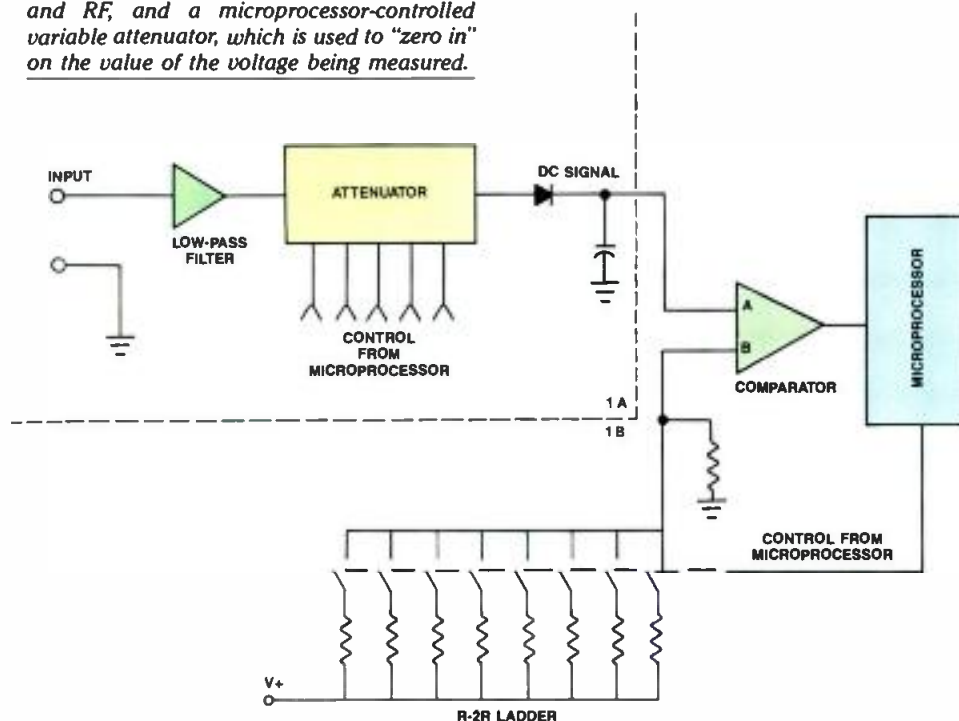 and RF, and a microprocessor-controlled
variable attenuator, which is used to "zero in"
on the value of the voltage being measured.
INPUT
LOW-PASS
FILTER
ATTENUATOR
CONTROL
FROM
MICROPROCESSOR
DC SIGNAL
A
B
COMPARATOR
MICROPROCESSOR
1A
1B
CONTROL FROM
MICROPROCESSOR
V+
R-2R LADDER